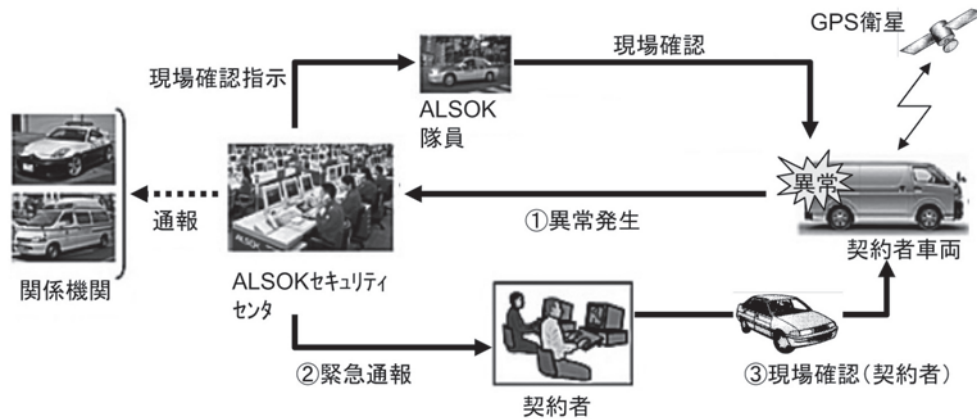 GPS衛星
現場確認
現場確認指示
ALSOK
隊員
異常
①異常発生
通報
契約者車両
関係機関
ALSOKセキュリティ
センタ
②緊急通報
③現場確認(契約者)
契約者
ALSOK